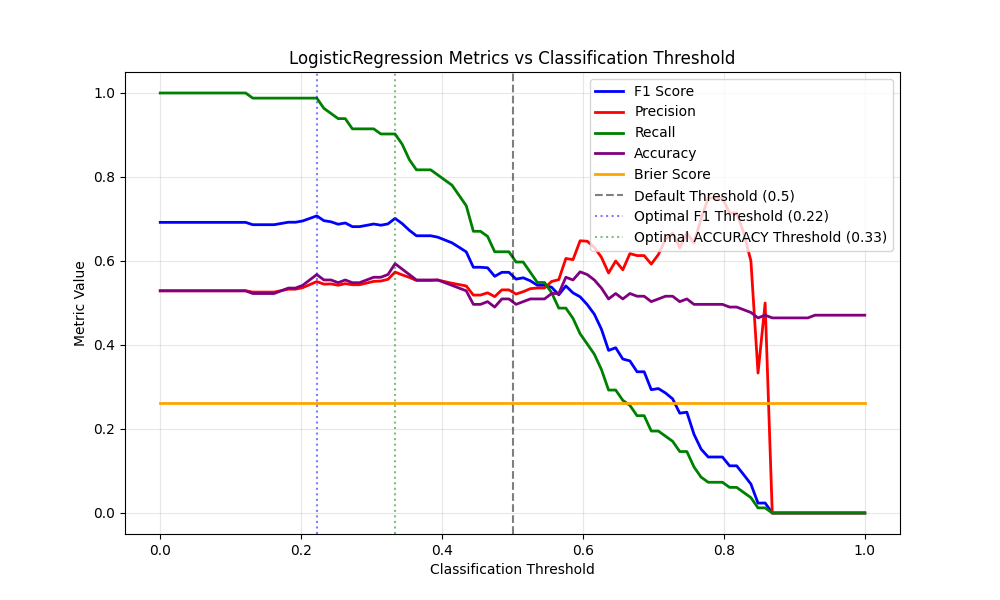 LogisticRegression Metrics vs Classification Threshold
1.0
0.8
0.6
0.4
0.2
0.0
Metric Value
F1 Score
Precision
Recall
Accuracy
Brier Score
Default Threshold (0.5)
Optimal F1 Threshold (0.22)
Optimal ACCURACY Threshold (0.33)
0.0 0.2 0.4 0.6 0.8 1.0
Classification Threshold